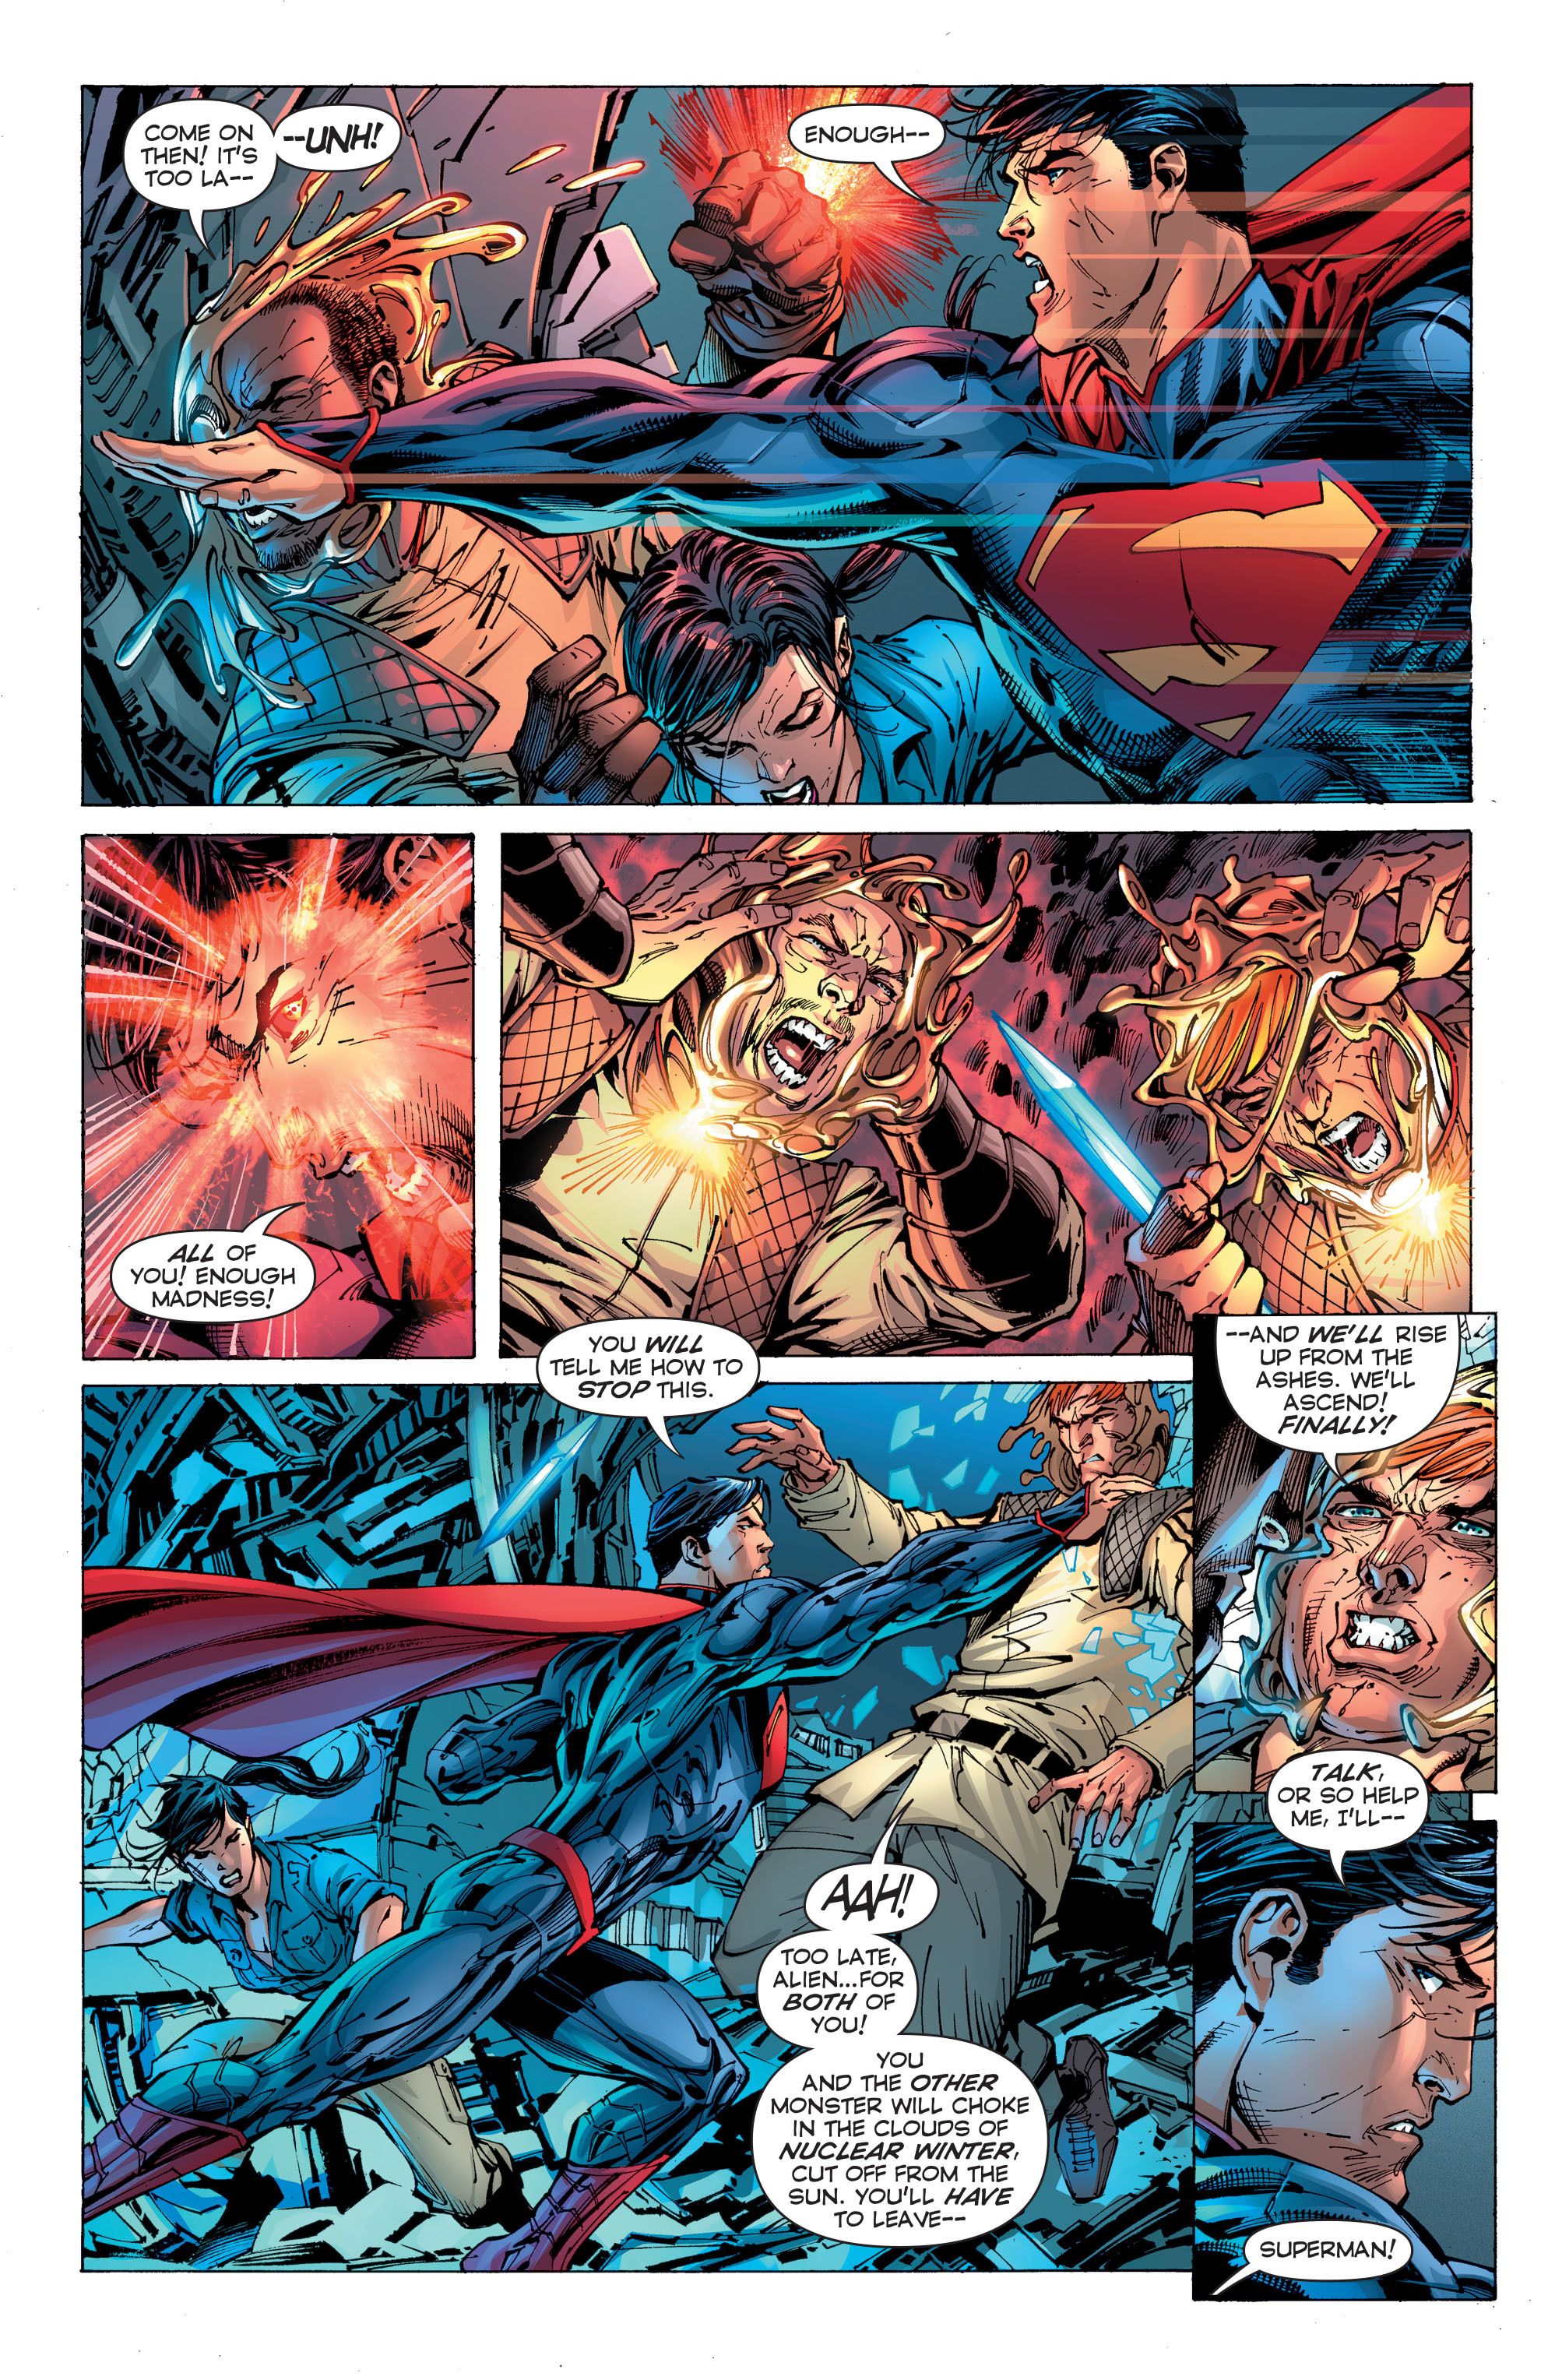 COME ON
THEN! IT'S
TOO LA--
--UNH!
ENOUGH--
ALL OF
YOU! ENOUGH
MADNESS!
YOU WILL
TELL ME HOW TO
STOP THIS.
AAH!
TOO LATE,
ALIEN...FOR
BOTH OF
YOU!
YOU
AND THE OTHER
MONSTER WILL CHOKE
IN THE CLOUDS OF
NUCLEAR WINTER,
CUT OFF FROM THE
SUN. YOU'LL HAVE
TO LEAVE--
--AND WE'LL RISE
UP FROM THE
ASHES. WE'LL
ASCEND!
FINALLY!
TALK,
OR SO HELP
ME, I'LL--
SUPERMAN!